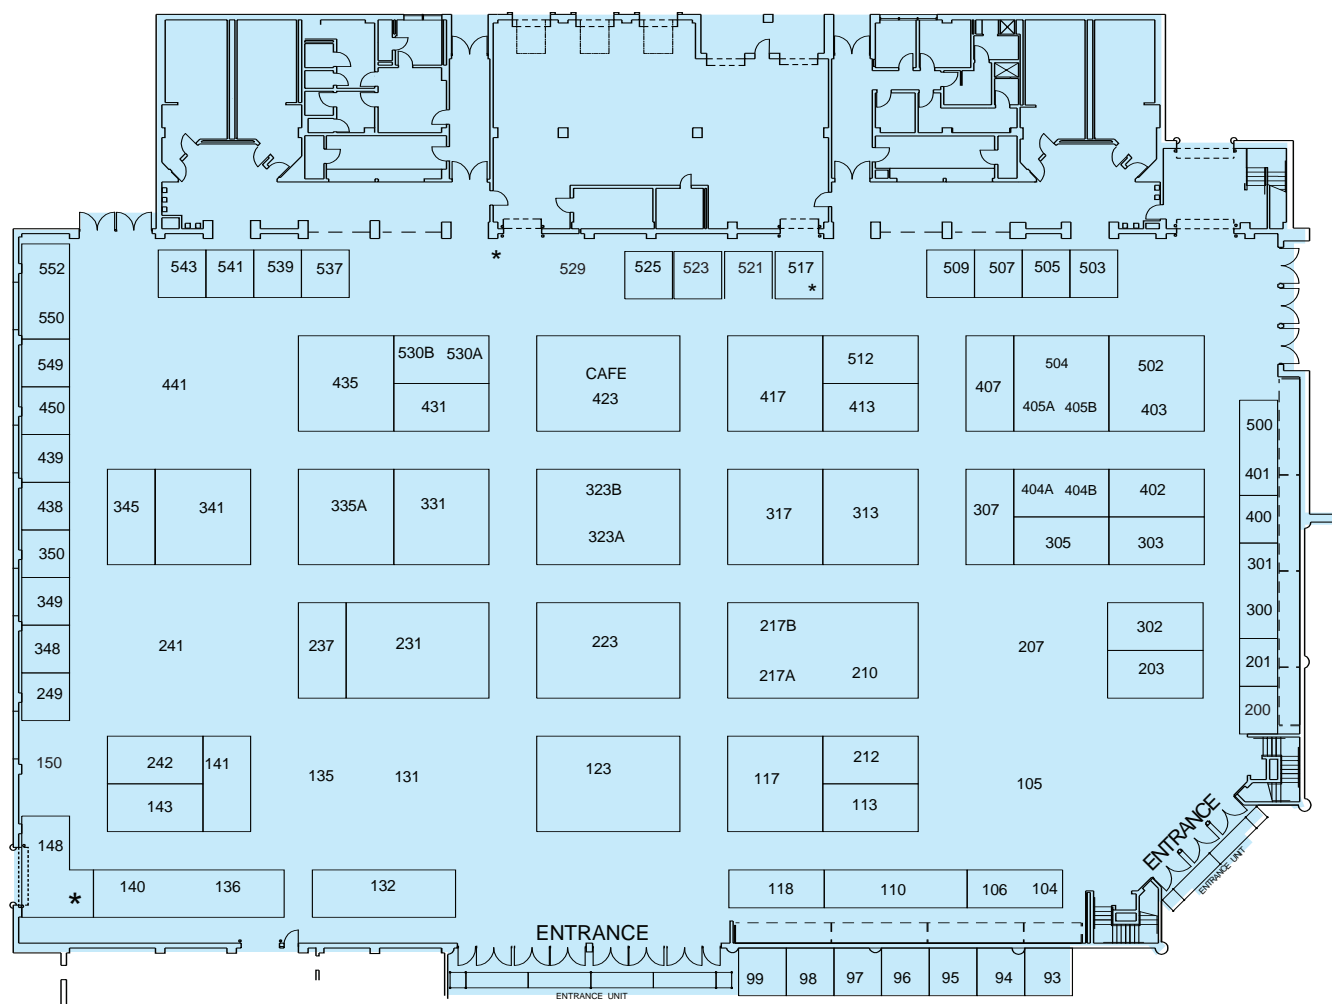 552 543 541 539 537 * 529 525 523 521 517 * 509 507 505 503
550
549 441 435 530B 530A CAFE 417 512 407 504 502
450 431 423 413 405A 405B 403 500
439 401
438 345 341 335A 331 323B 317 313 307 404A 404B 402 400
350 323A 305 303 301
349 300
348 241 237 231 223 217B 207 302 201
249 217A 210 203 200
150 242 141 135 131 123 117 212 105
143 113
148 ENTRANCE
ENTRANCE UNIT
* 140 136 132 118 110 106 104
ENTRANCE
99 98 97 96 95 94 93
ENTRANCE UNIT